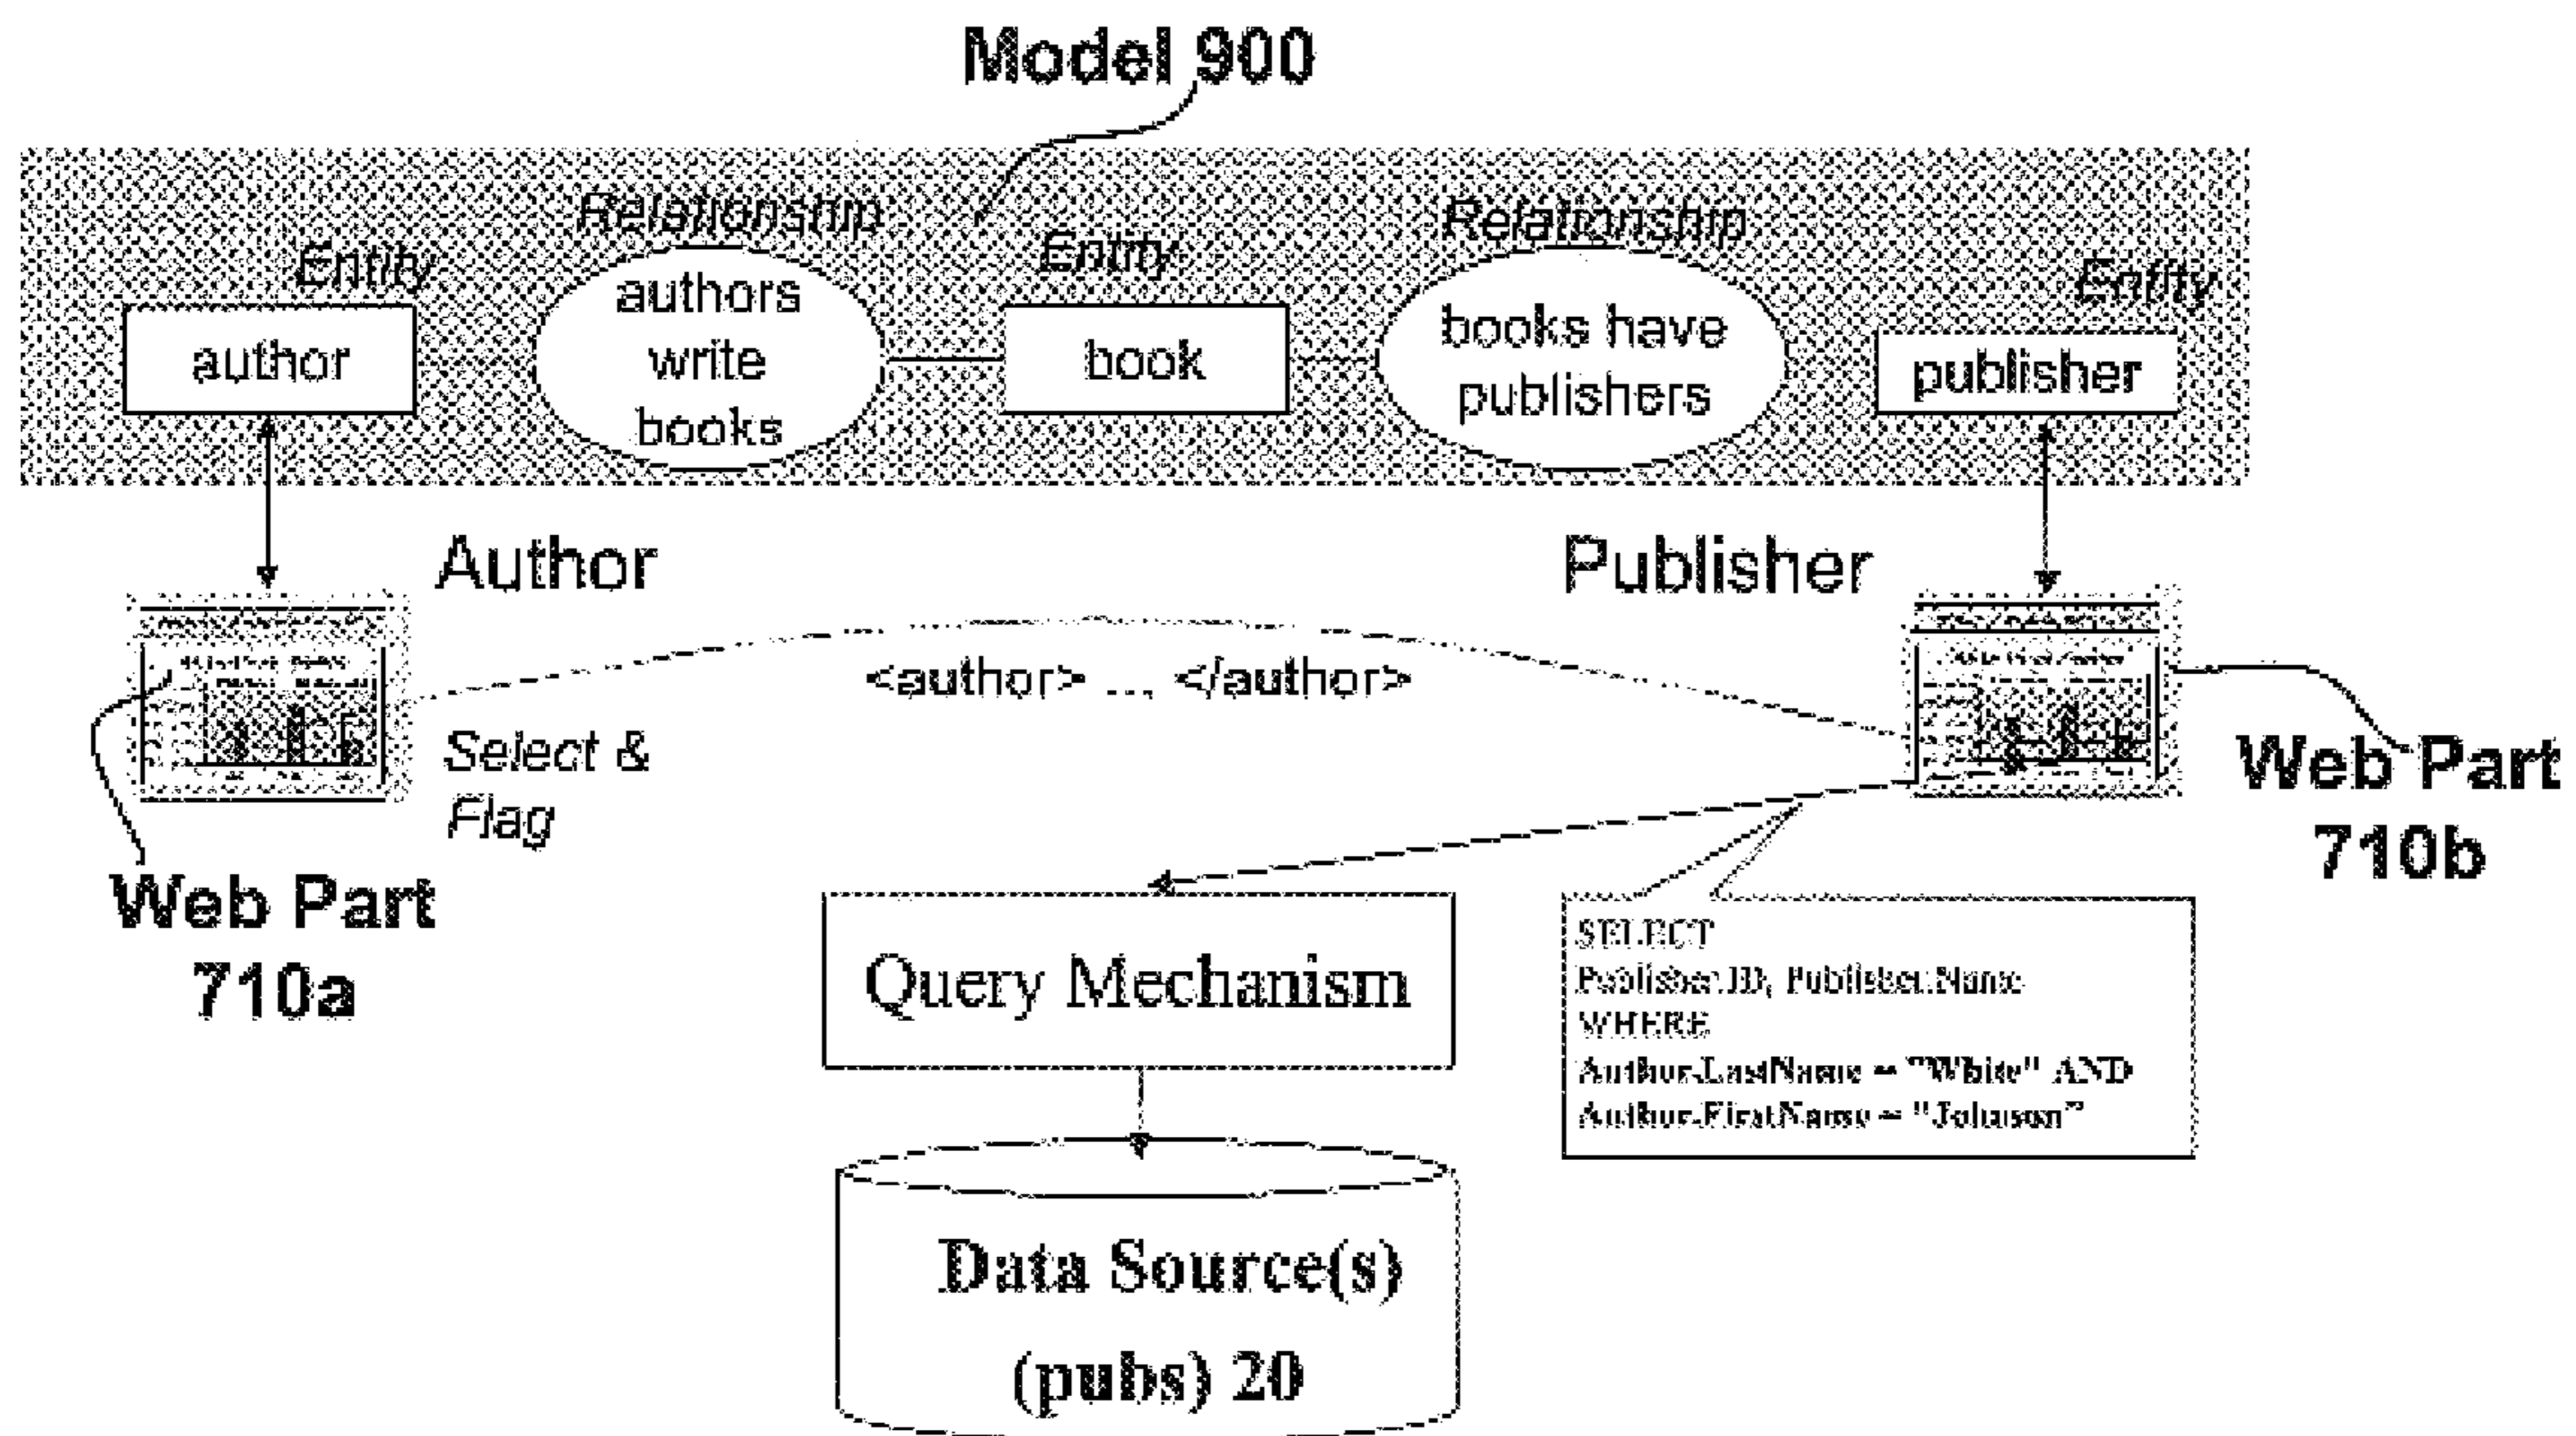 Model 900
Relationship
Relationship
Entity
Entity
Entity
author
authors
write
books
book
books have
publishers
publisher
Author
Publisher
<author> ... </author>
Select &
Flag
Web Part
710a
Web Part
710b
Query Mechanism
SELECT
Publisher.ID, Publisher.Name
WHERE
Author.LastName = "White" AND
Author.FirstName = "Johnson"
Data Source(s)
(pubs) 20